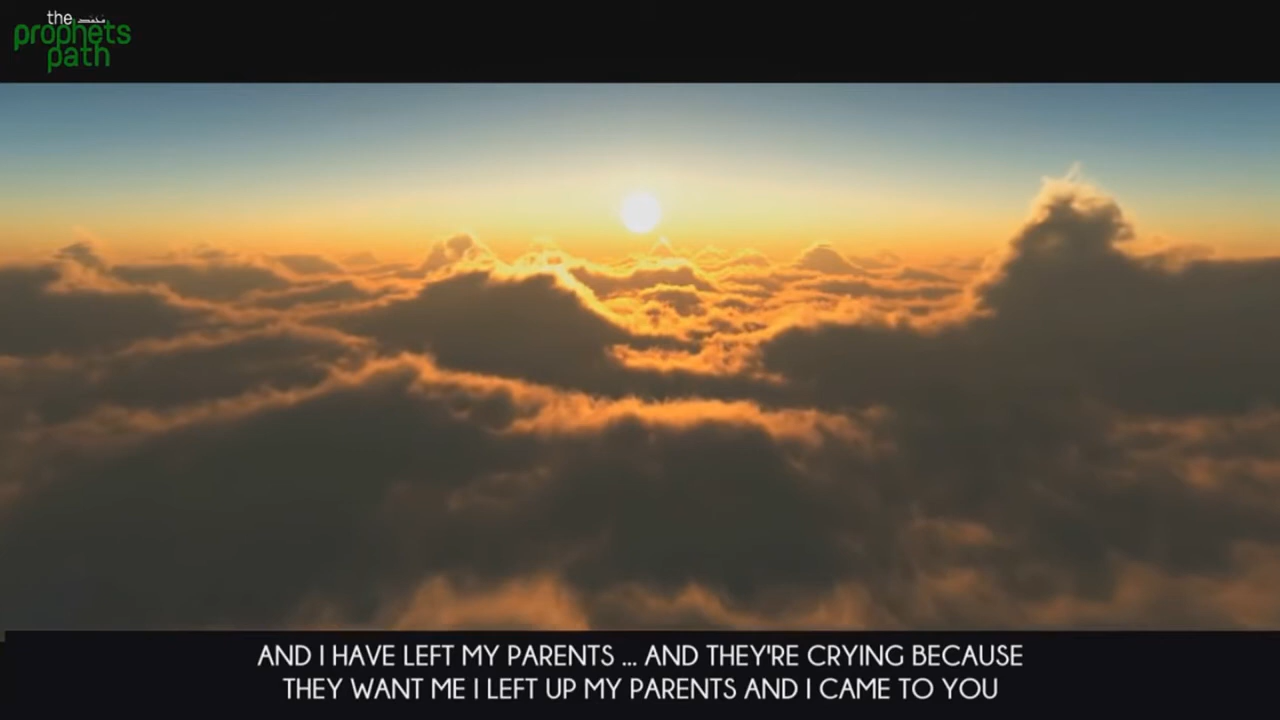 the محمد
prophets
path
AND I HAVE LEFT MY PARENTS ... AND THEY'RE CRYING BECAUSE
THEY WANT ME I LEFT UP MY PARENTS AND I CAME TO YOU